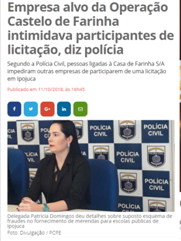 Empresa alvo da Operação
Castelo de Farinha
intimidava participantes de
licitação, diz polícia
Segundo a Polícia Civil, pessoas ligadas à Casa de Farinha S/A
impediram outras empresas de participarem de uma licitação
em Ipojuca
Publicado em 11/10/2018, às 18h45
POLÍCIA CIVIL
POLÍCIA CIVIL
POLÍCIA
Delegada Patrícia Domingos deu detalhes sobre suposto esquema de
fraudes no fornecimento de merendas para escolas públicas de
Ipojuca
Foto: Divulgação / PCPE